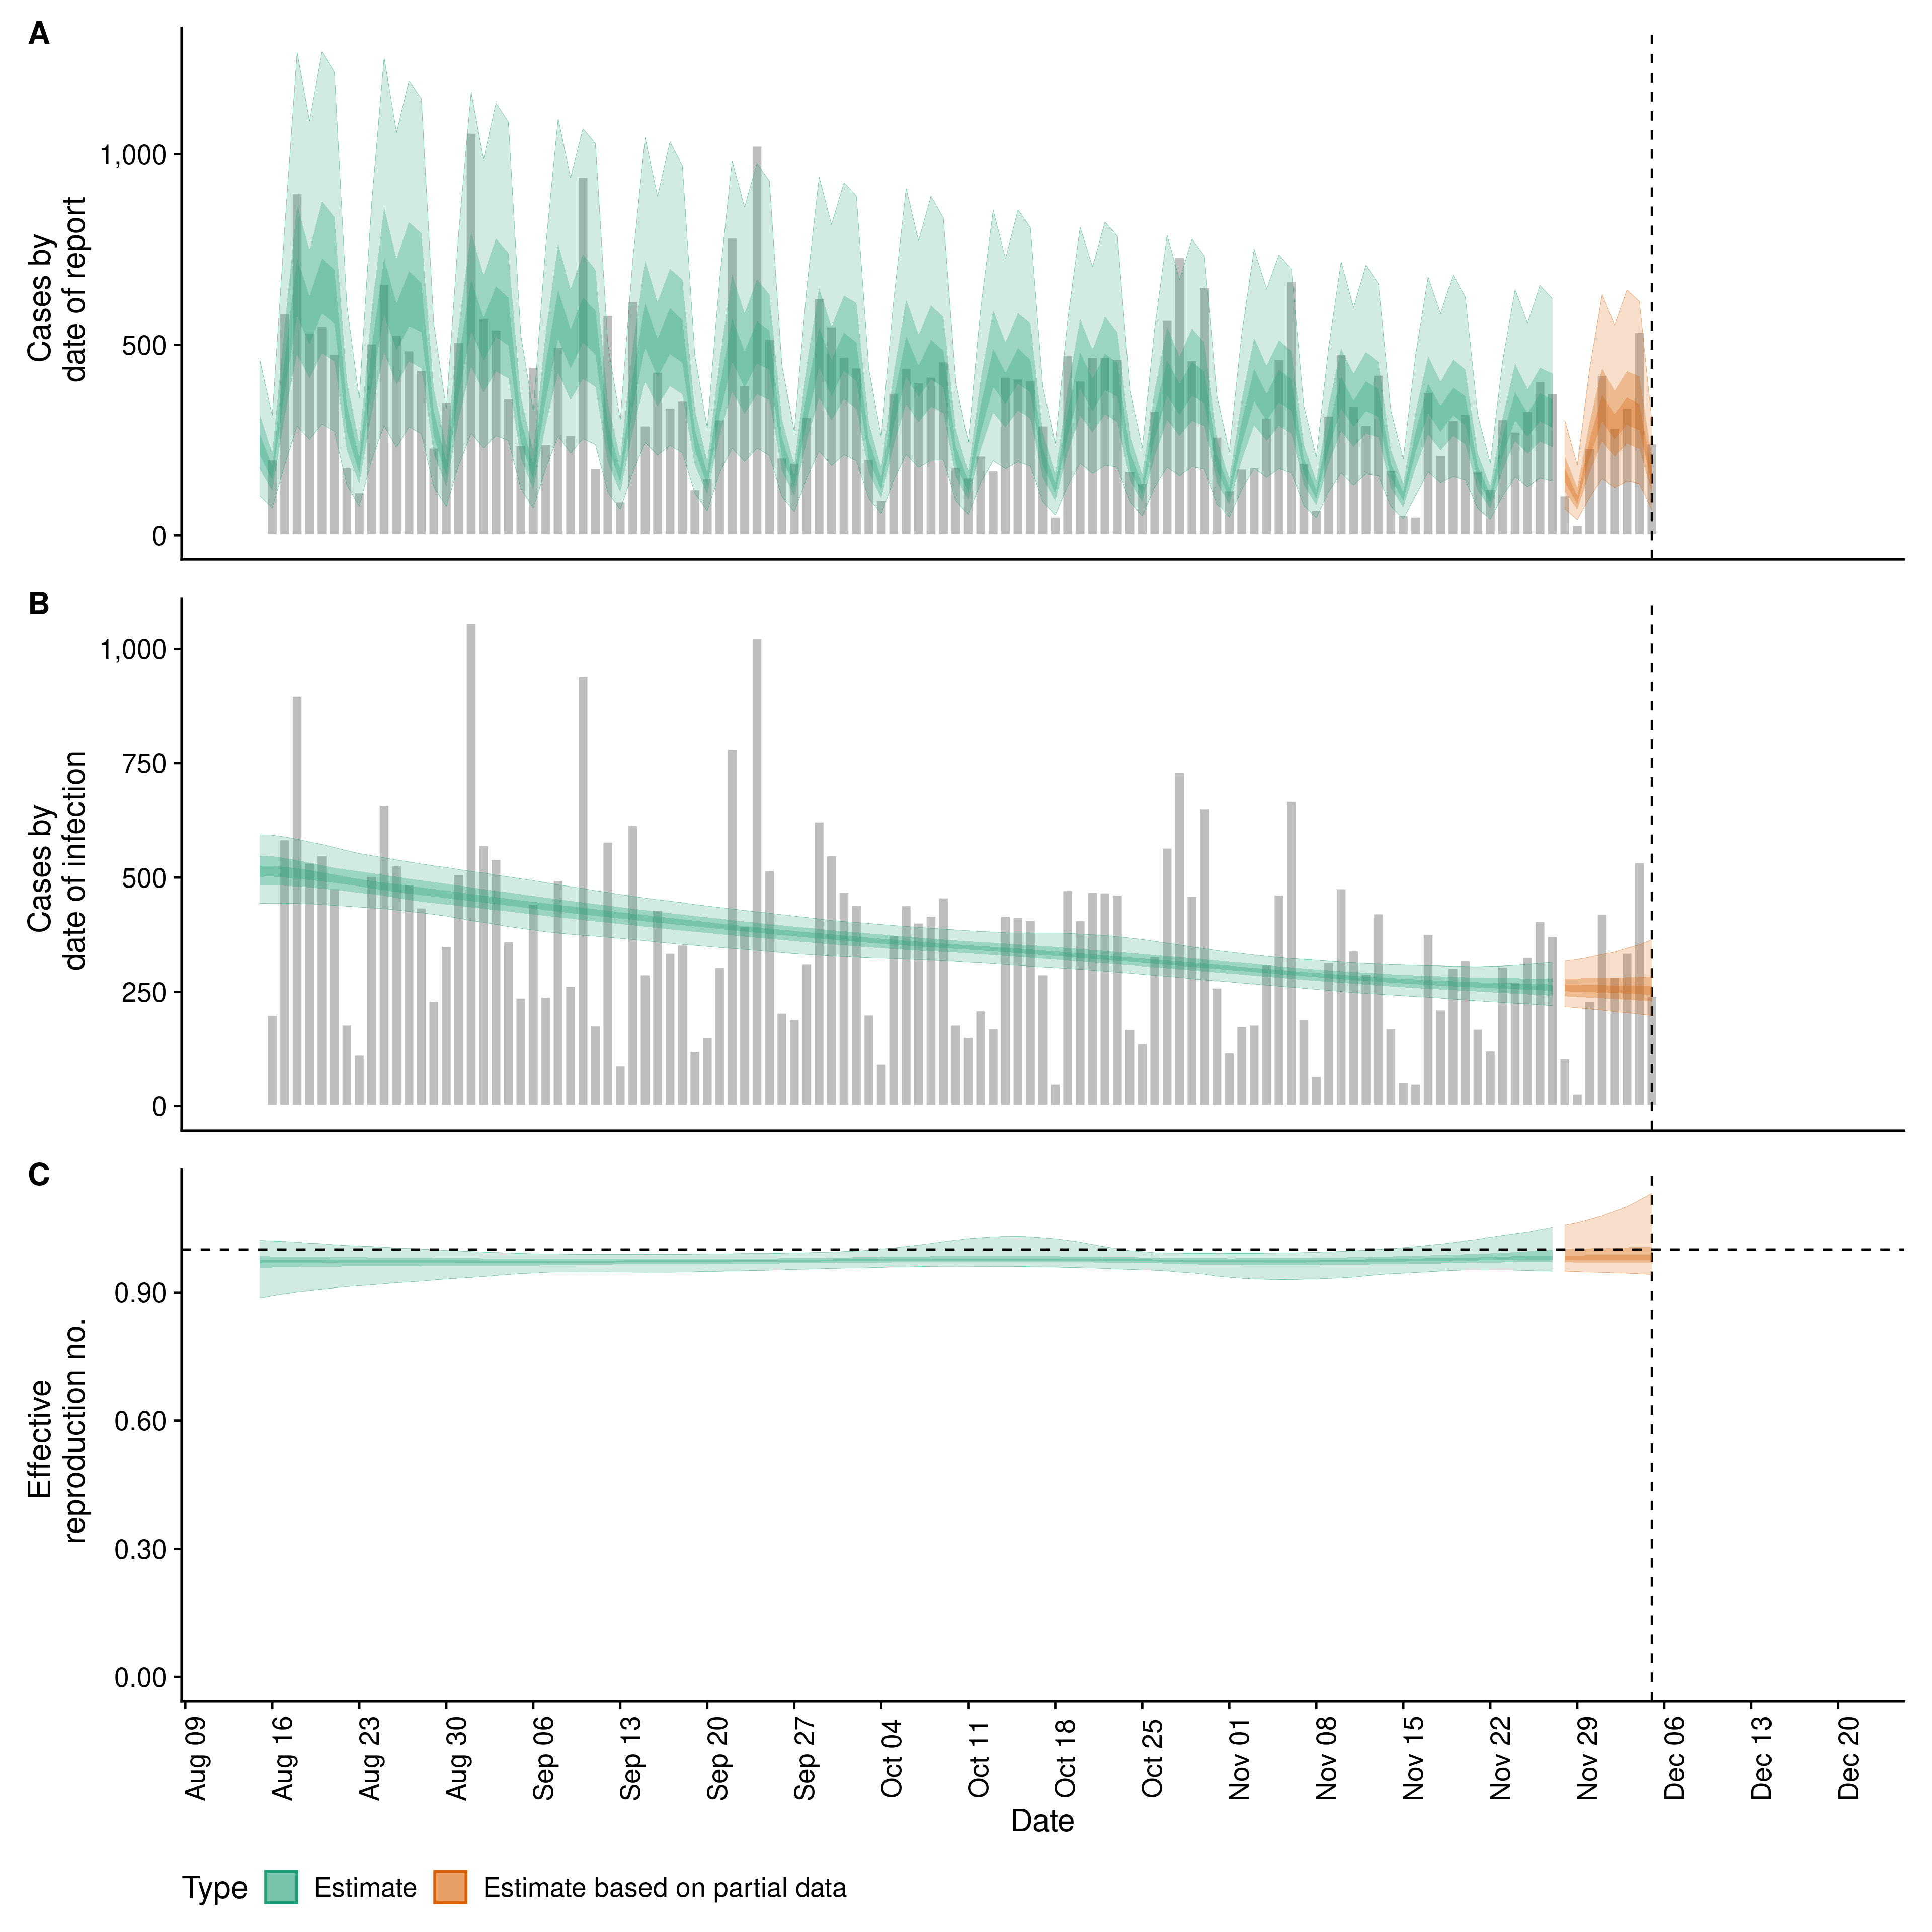 A
Cases by
date of report
1,000
500
0
B
Cases by
date of infection
1,000
750
500
250
0
C
Effective
reproduction no.
0.90
0.60
0.30
0.00
Aug 09
Aug 16
Aug 23
Aug 30
Sep 06
Sep 13
Sep 20
Sep 27
Oct 04
Oct 11
Oct 18
Oct 25
Nov 01
Nov 08
Nov 15
Nov 22
Nov 29
Dec 06
Dec 13
Dec 20
Date
Type Estimate Estimate based on partial data